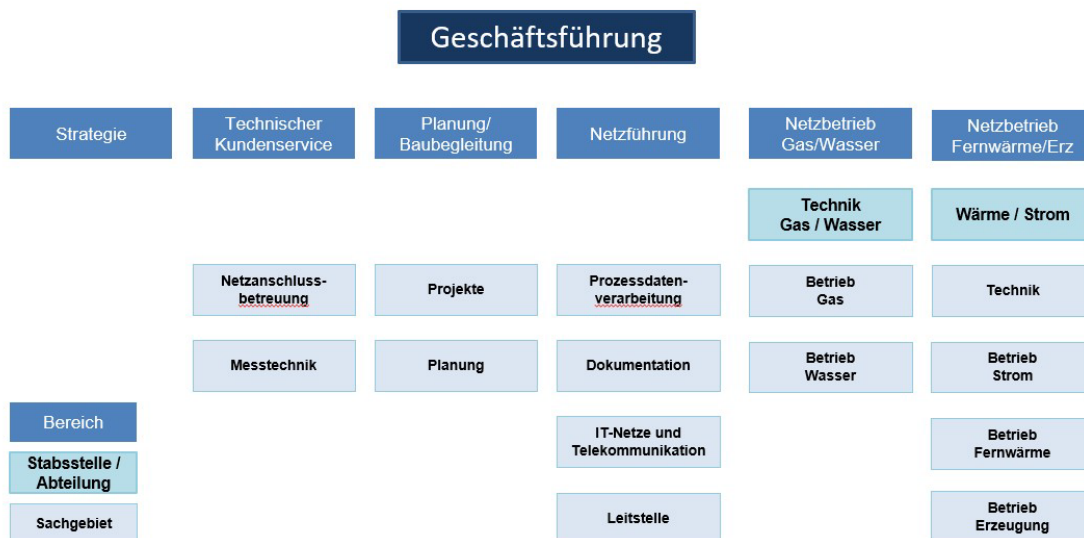 Geschäftsführung
Strategie
Technischer
Kundenservice
Planung/
Baubegleitung
Netzführung
Netzbetrieb
Gas/Wasser
Netzbetrieb
Fernwärme/Erz
Technik
Gas / Wasser
Wärme / Strom
Netzanschluss-
betreuung
Projekte
Prozessdaten-
verarbeitung
Betrieb
Gas
Technik
Messtechnik
Planung
Dokumentation
Betrieb
Wasser
Betrieb
Strom
Bereich
IT-Netze und
Telekommunikation
Betrieb
Fernwärme
Stabsstelle /
Abteilung
Sachgebiet
Leitstelle
Betrieb
Erzeugung